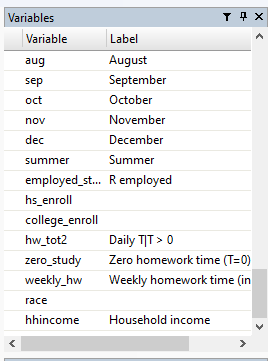 Variables
Variable Label
aug August
sep September
oct October
nov November
dec December
summer Summer
employed_st... R employed
hs_enroll
college_enroll
hw_tot2 Daily T|T > 0
zero_study Zero homework time (T=0)
weekly_hw Weekly homework time (in
race
hhincome Household income